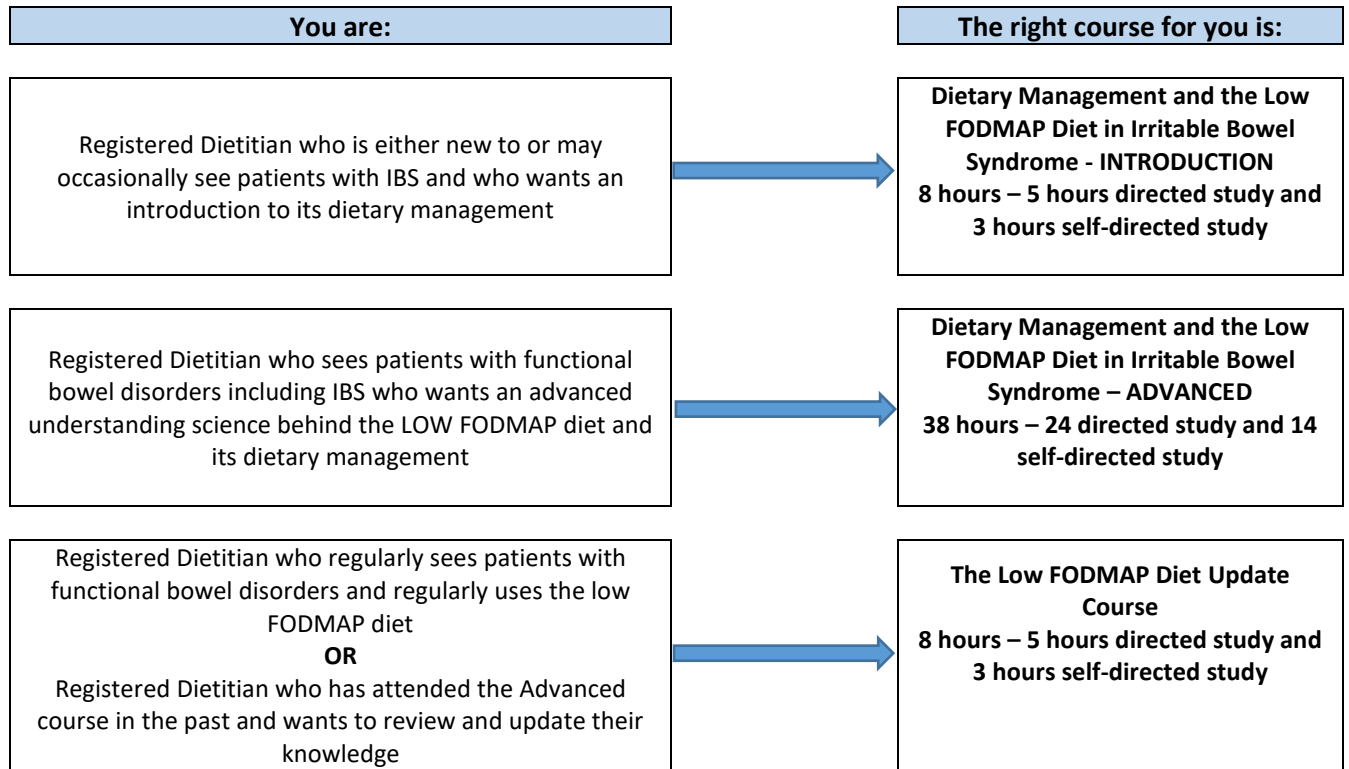 You are:
The right course for you is:
Registered Dietitian who is either new to or may
occasionally see patients with IBS and who wants an
introduction to its dietary management
Dietary Management and the Low
FODMAP Diet in Irritable Bowel
Syndrome - INTRODUCTION
8 hours – 5 hours directed study and
3 hours self-directed study
Registered Dietitian who sees patients with functional
bowel disorders including IBS who wants an advanced
understanding science behind the LOW FODMAP diet and
its dietary management
Dietary Management and the Low
FODMAP Diet in Irritable Bowel
Syndrome – ADVANCED
38 hours – 24 directed study and 14
self-directed study
Registered Dietitian who regularly sees patients with
functional bowel disorders and regularly uses the low
FODMAP diet
OR
Registered Dietitian who has attended the Advanced
course in the past and wants to review and update their
knowledge
The Low FODMAP Diet Update
Course
8 hours – 5 hours directed study and
3 hours self-directed study